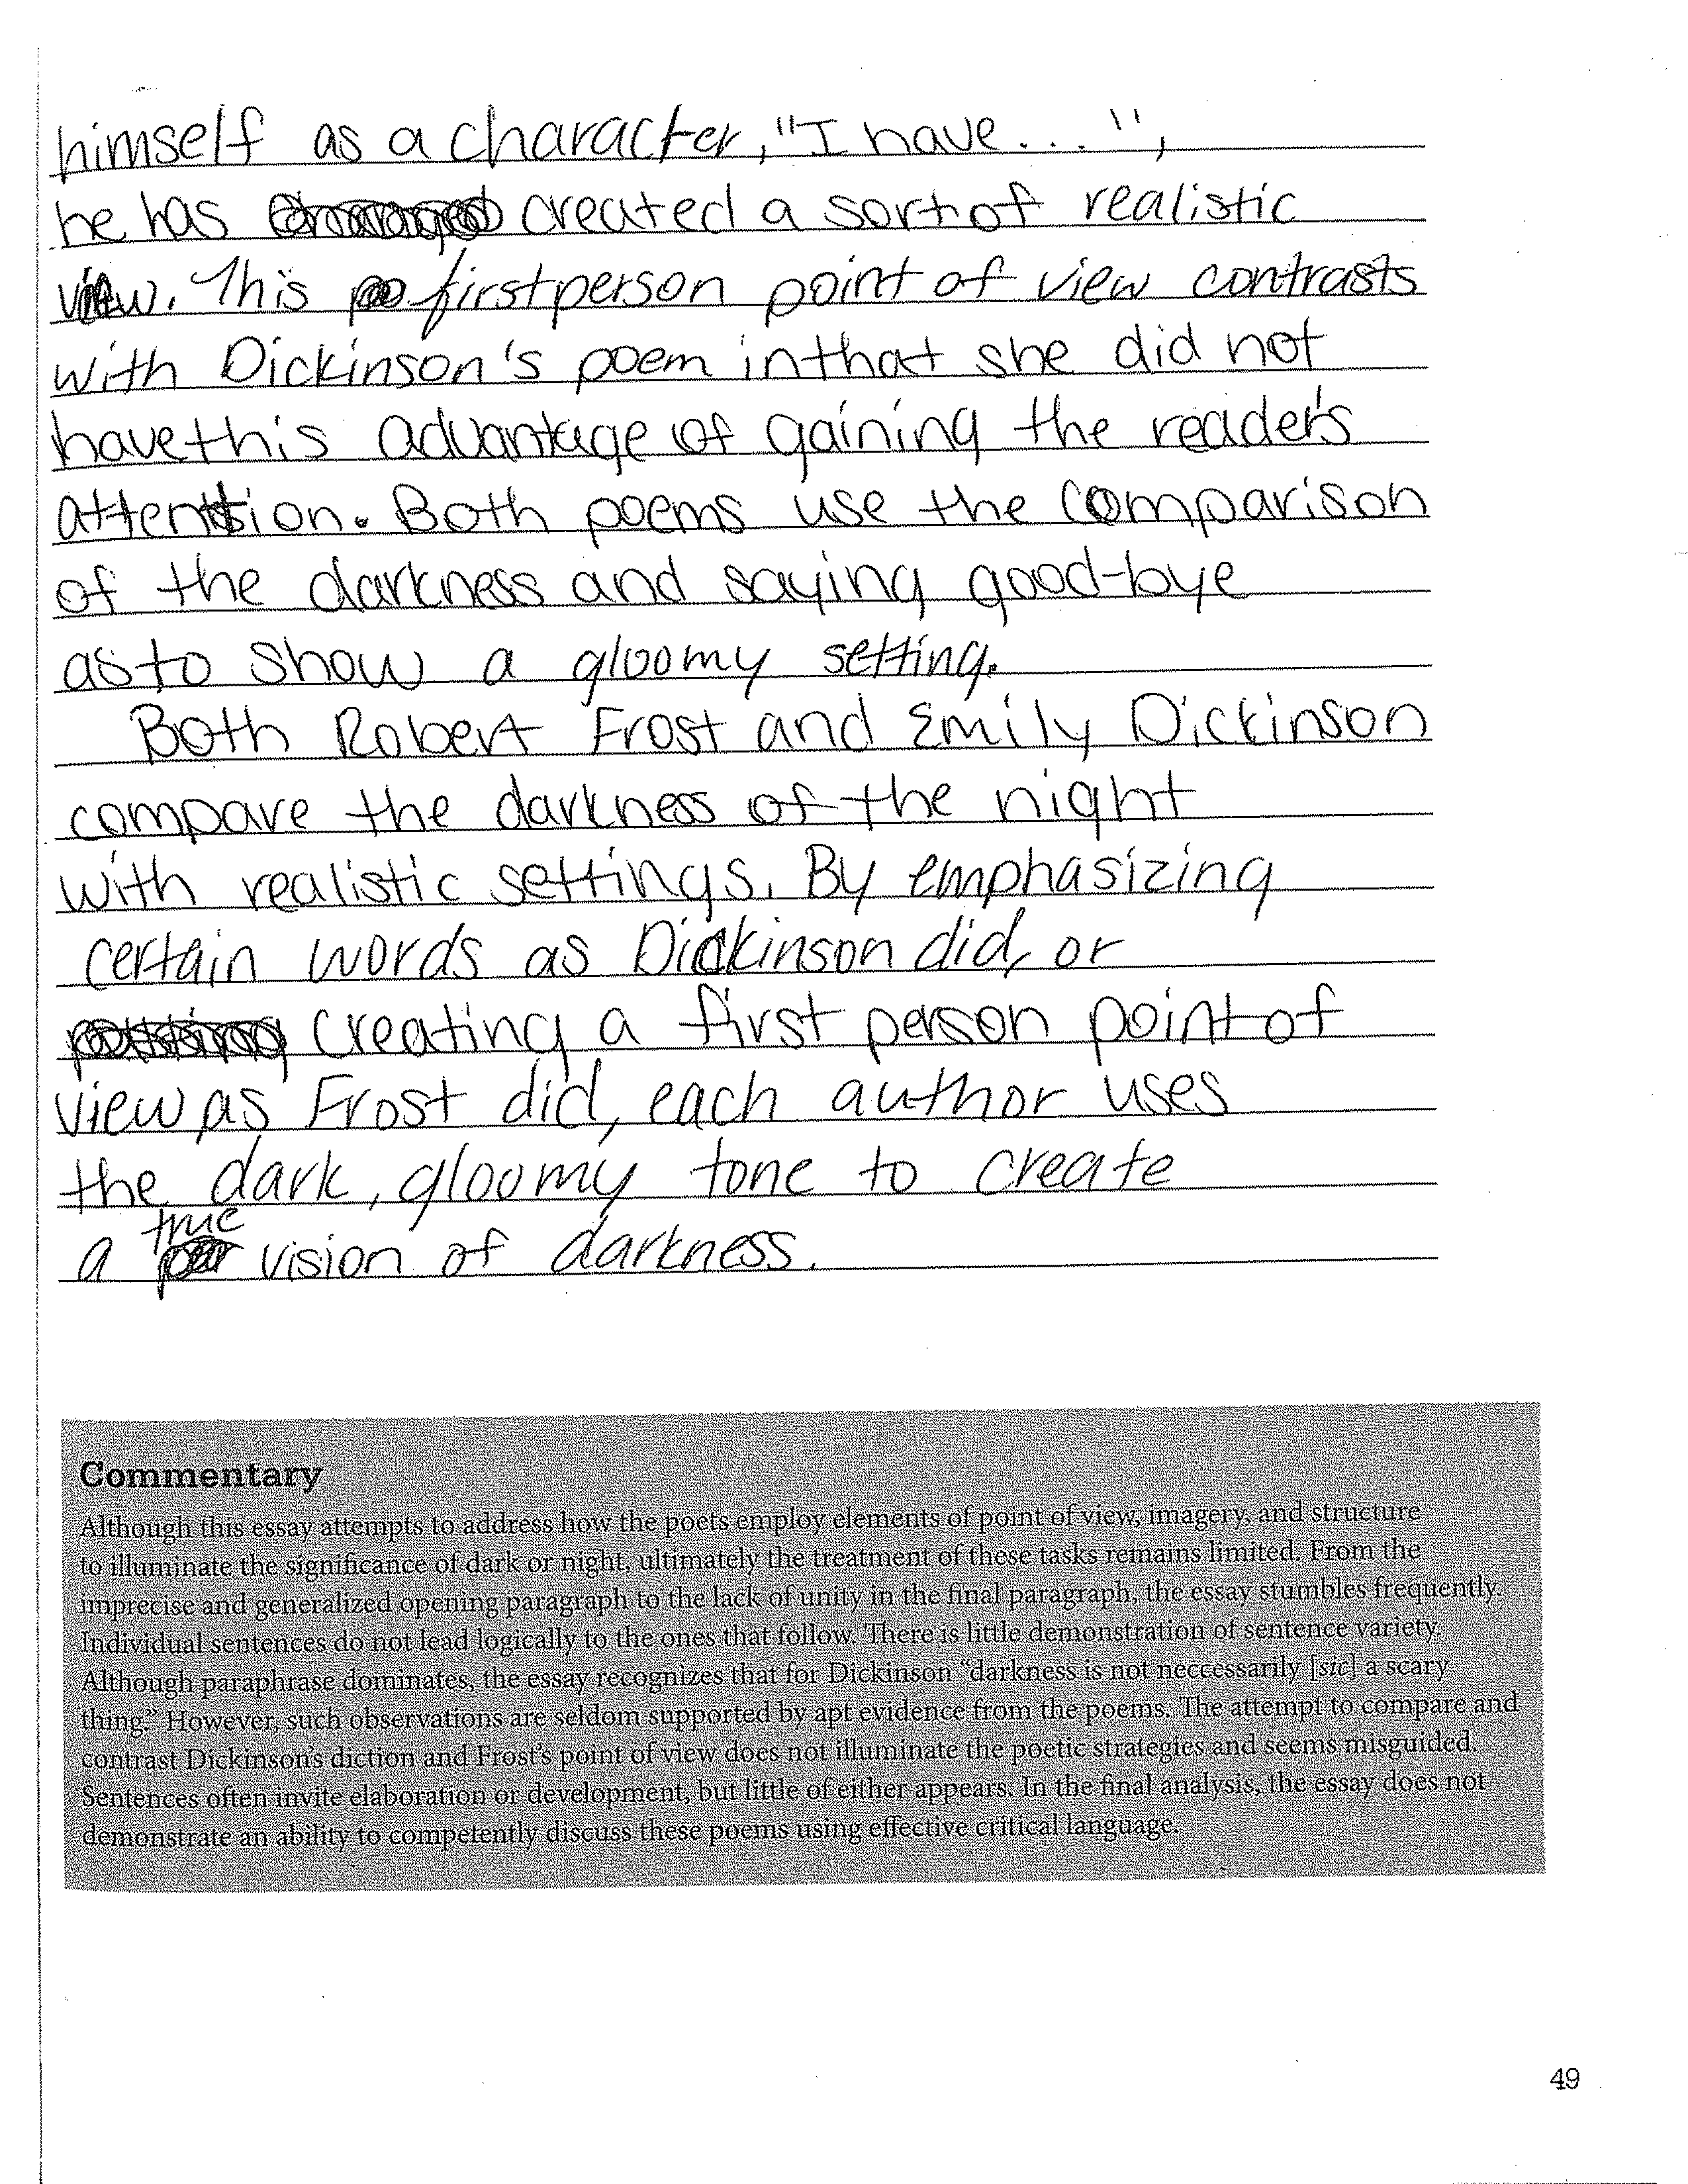 himself as a character, "I have...",
he has created a sort of realistic
view. This first person point of view contrasts
with Dickinson's poem in that she did not
have this advantage of gaining the reader's
attention. Both poems use the comparison
of the darkness and saying good-bye
as to show a gloomy setting.
Both Robert Frost and Emily Dickinson
compare the darkness of the night
with realistic settings. By emphasizing
certain words as Dickinson did, or
creating a first person point of
view as Frost did, each author uses
the dark, gloomy tone to create
true
a vision of darkness.
Commentary
Although this essay attempts to address how the poets employ elements of point of view, imagery, and structure
to illuminate the significance of dark or night, ultimately the treatment of these tasks remains limited. From the
imprecise and generalized opening paragraph to the lack of unity in the final paragraph, the essay stumbles frequently.
Individual sentences do not lead logically to the ones that follow. There is little demonstration of sentence variety.
Although paraphrase dominates, the essay recognizes that for Dickinson "darkness is not neccessarily [sic] a scary
thing." However, such observations are seldom supported by apt evidence from the poems. The attempt to compare and
contrast Dickinson's diction and Frost's point of view does not illuminate the poetic strategies and seems misguided.
Sentences often invite elaboration or development, but little of either appears. In the final analysis, the essay does not
demonstrate an ability to competently discuss these poems using effective critical language.
49